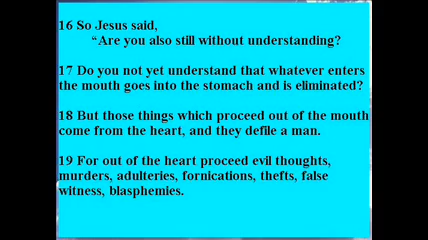 16 So Jesus said,
“Are you also still without understanding?
17 Do you not yet understand that whatever enters
the mouth goes into the stomach and is eliminated?
18 But those things which proceed out of the mouth
come from the heart, and they defile a man.
19 For out of the heart proceed evil thoughts,
murders, adulteries, fornications, thefts, false
witness, blasphemies.